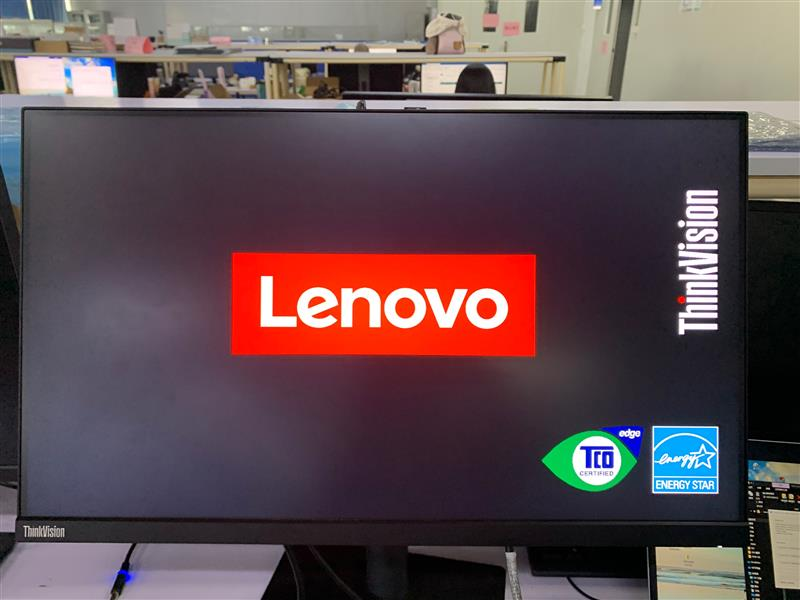 Lenovo
ThinkVision
edge
TCO
CERTIFIED
energy
ENERGY STAR
ThinkVision